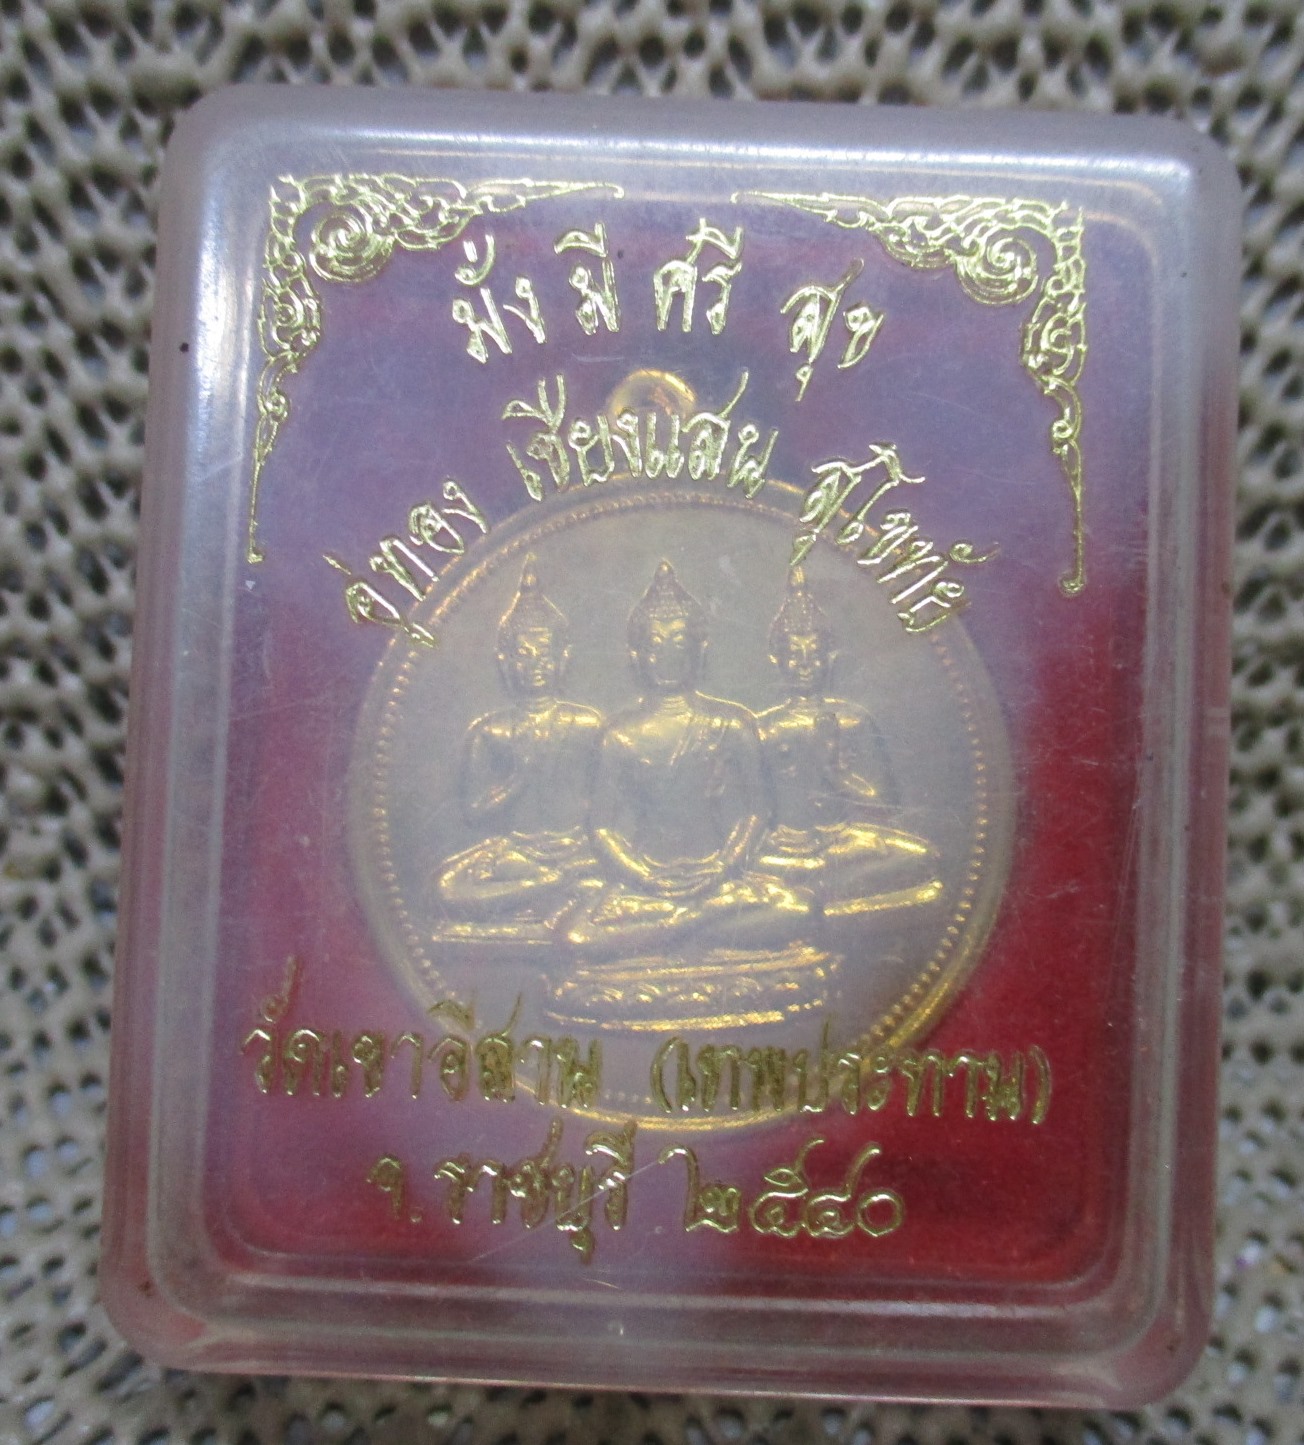 มั่ง มี ศรี สุข
อู่ทอง เชียงแสน สุโขทัย
วัดเขาอีส้าน (เทพประทาน)
จ.ราชบุรี ๒๕๔๐